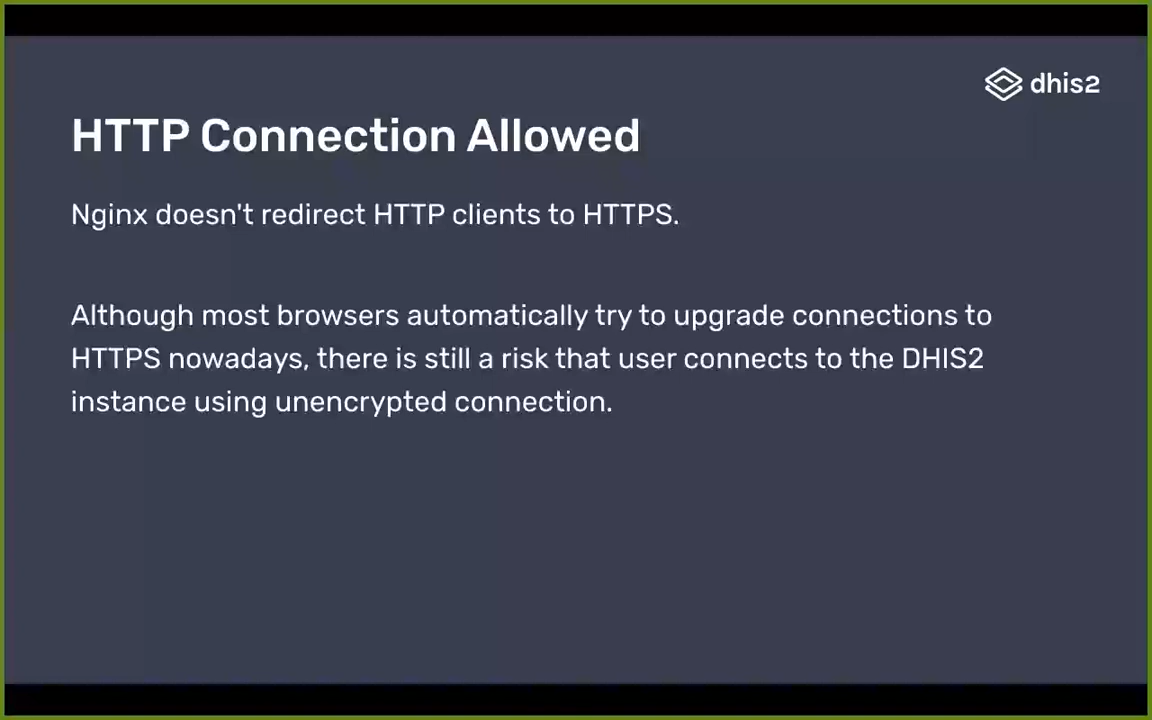 dhis2
HTTP Connection Allowed
Nginx doesn't redirect HTTP clients to HTTPS.
Although most browsers automatically try to upgrade connections to
HTTPS nowadays, there is still a risk that user connects to the DHIS2
instance using unencrypted connection.